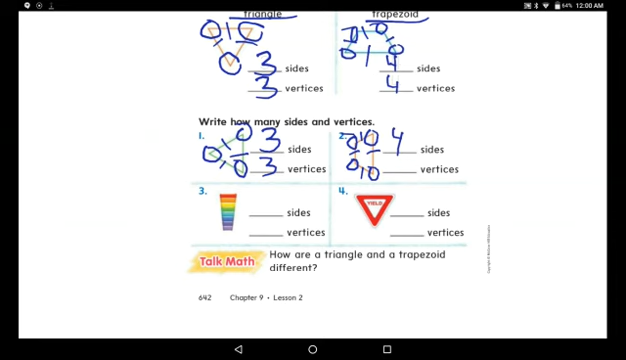 64% 12:00 AM
triangle trapezoid
3 sides 4 sides
3 vertices 4 vertices
Write how many sides and vertices.
1. 3 sides 2. 4 sides
3 vertices vertices
3. 4. YIELD
sides sides
vertices vertices
Talk Math How are a triangle and a trapezoid
different?
642 Chapter 9 • Lesson 2